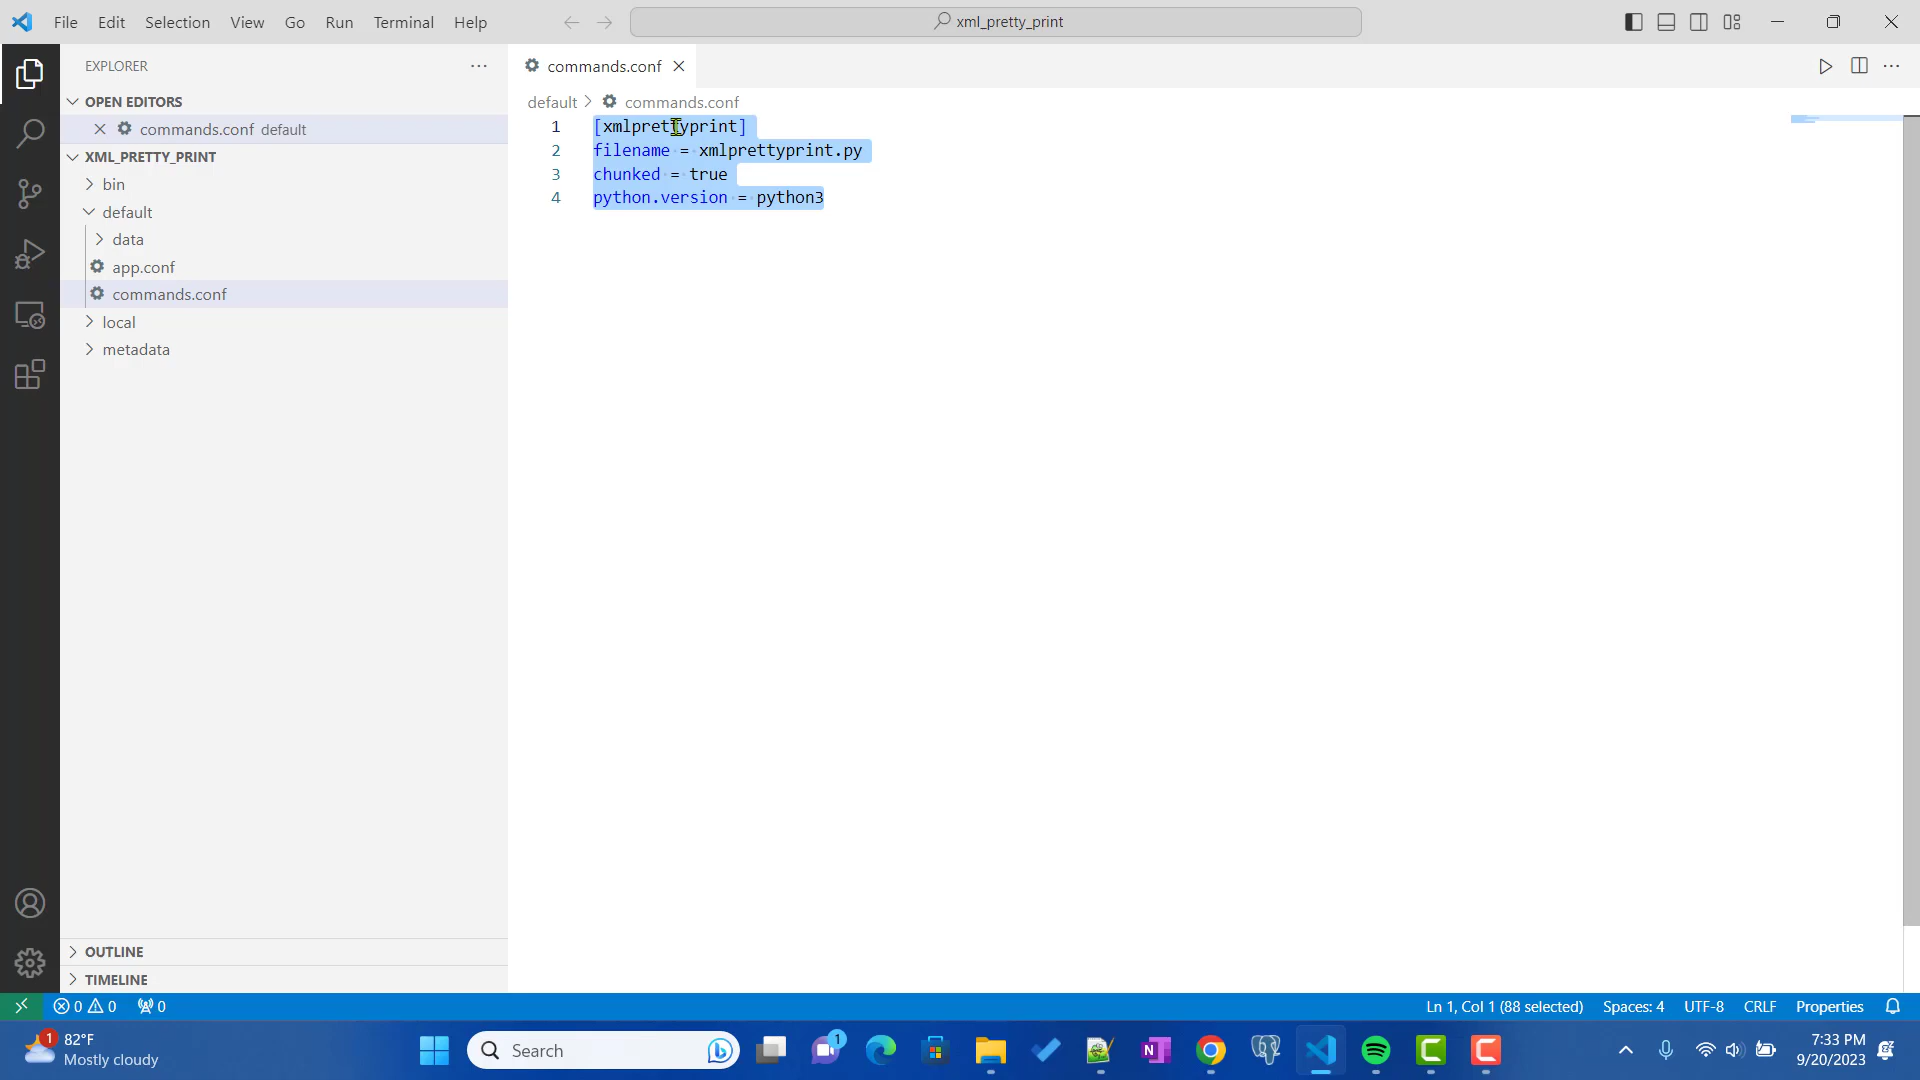 File Edit Selection View Go Run Terminal Help
xml_pretty_print
EXPLORER
OPEN EDITORS
commands.conf default
XML_PRETTY_PRINT
bin
default
data
app.conf
commands.conf
local
metadata
OUTLINE
TIMELINE
commands.conf
default > commands.conf
1 [xmlprettyprint]
2 filename = xmlprettyprint.py
3 chunked = true
4 python.version = python3
0 0 0
Ln 1, Col 1 (88 selected) Spaces: 4 UTF-8 CRLF Properties
1 82°F
Mostly cloudy
Search
1
7:33 PM
9/20/2023